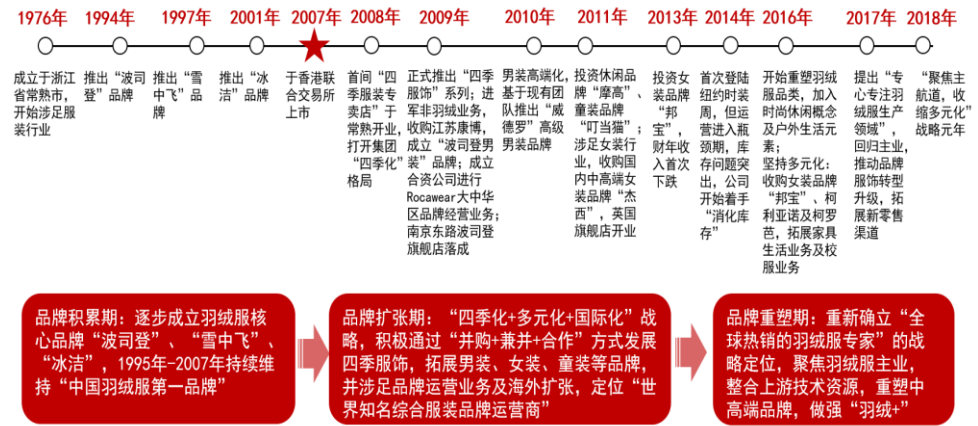 1976年
1994年
1997年
2001年
2007年
2008年
2009年
2010年
2011年
2013年
2014年
2016年
2017年
2018年
成立于浙江
省常熟市，
开始涉足服
装行业
推出“波司
登”品牌
推出“雪
中飞”品
牌
推出“冰
洁”品牌
于香港联
合交易所
上市
首间“四
季服装专
卖店”于
常熟开业，
打开集团
“四季化”
格局
正式推出“四季
服饰”系列；进
军非羽绒业务，
收购江苏康博，
成立“波司登男
装”品牌；成立
合资公司进行
Rocawear大中华
区品牌经营业务；
南京东路波司登
旗舰店落成
男装高端化，
基于现有团
队推出“威
德罗”高级
男装品牌
投资休闲品
牌“摩高”、
童装品牌
“叮当猫”；
涉足女装行
业，收购国
内中高端女
装品牌“杰
西”，英国
旗舰店开业
投资女
装品牌
“邦
宝”，
财年收
入首次
下跌
首次登陆
纽约时装
周，但运
营进入瓶
颈期，库
存问题突
出，公司
开始着手
“消化库
存”
开始重塑羽绒
服品类，加入
时尚休闲概念
及户外生活元
素；
坚持多元化：
收购女装品牌
“邦宝”、柯
利亚诺及柯罗
芭，拓展家具
生活业务及校
服业务
提出“专
心专注羽
绒服生产
领域”，
回归主业，
推动品牌
服饰转型
升级，拓
展新零售
渠道
“聚焦主
航道，收
缩多元化”
战略元年
品牌积累期：逐步成立羽绒服核
心品牌“波司登”、“雪中飞”、
“冰洁”，1995年-2007年持续维
持“中国羽绒服第一品牌”
品牌扩张期：“四季化+多元化+国际化”战
略，积极通过“并购+兼并+合作”方式发展
四季服饰，拓展男装、女装、童装等品牌，
并涉足品牌运营业务及海外扩张，定位“世
界知名综合服装品牌运营商”
品牌重塑期：重新确立“全
球热销的羽绒服专家”的战
略定位，聚焦羽绒服主业，
整合上游技术资源，重塑中
高端品牌，做强“羽绒+”